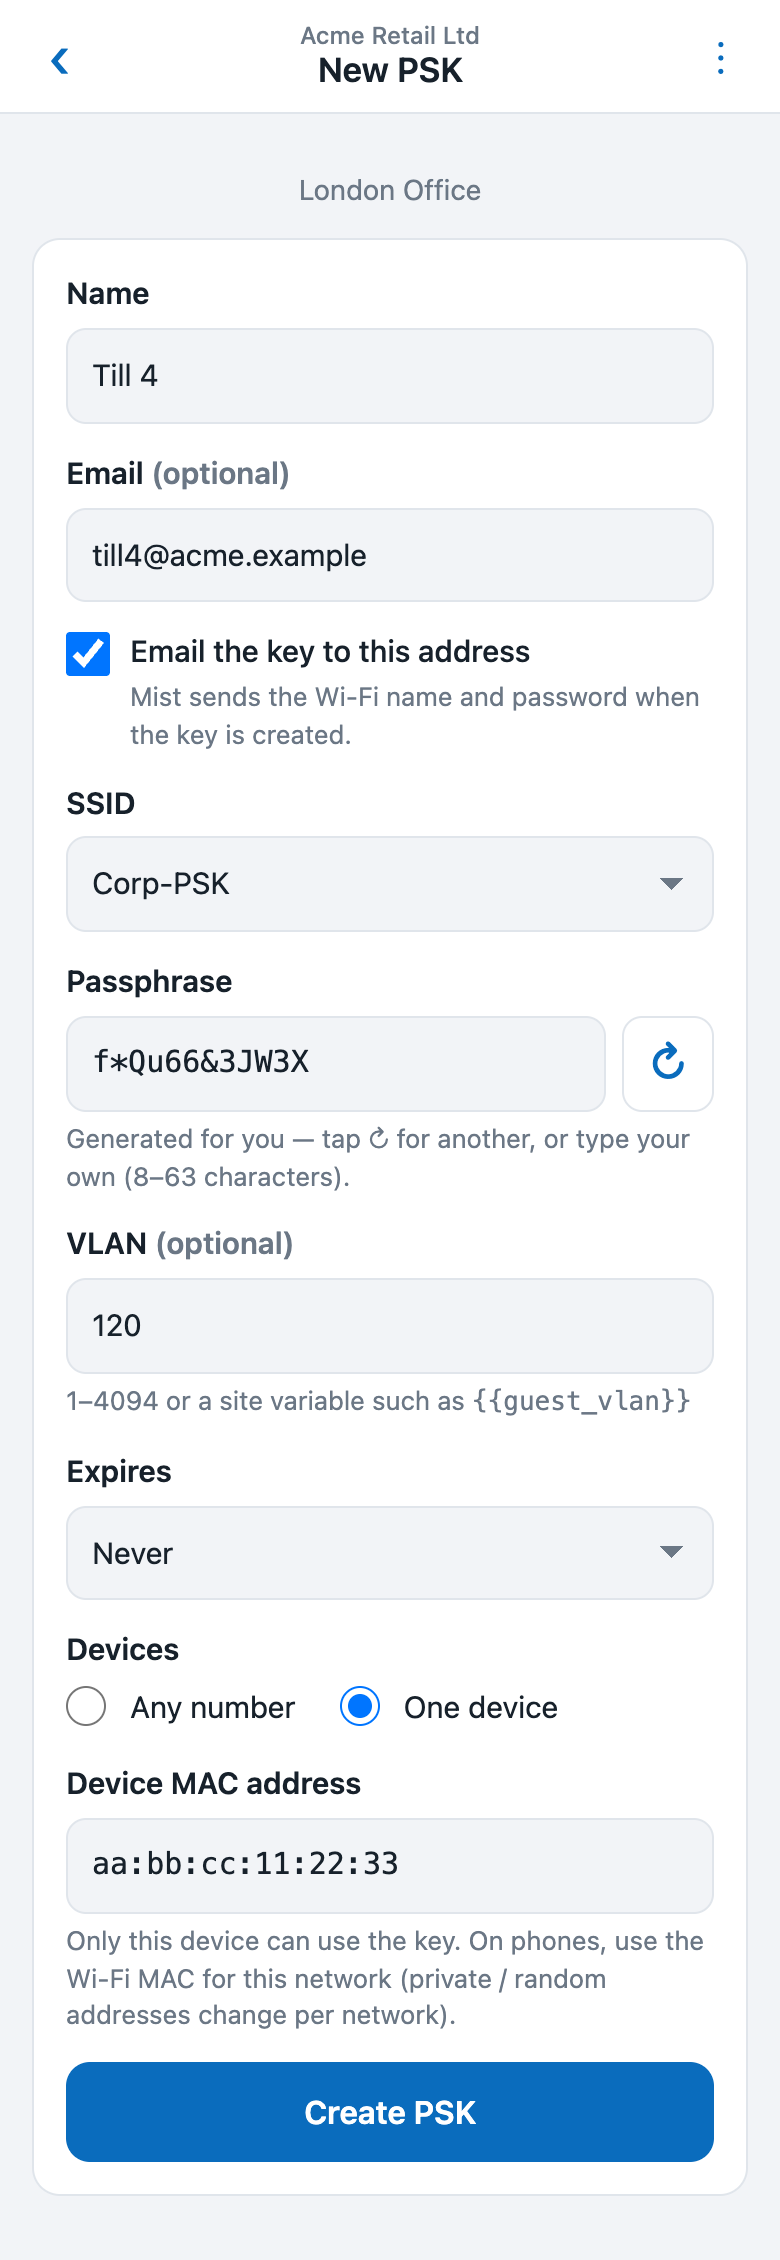 Acme Retail Ltd
New PSK
London Office
Name
Till 4
Email (optional)
till4@acme.example
Email the key to this address
Mist sends the Wi-Fi name and password when
the key is created.
SSID
Corp-PSK
Passphrase
f*Qu66&3JW3X
Generated for you — tap ↻ for another, or type your
own (8–63 characters).
VLAN (optional)
120
1–4094 or a site variable such as {{guest_vlan}}
Expires
Never
Devices
Any number
One device
Device MAC address
aa:bb:cc:11:22:33
Only this device can use the key. On phones, use the
Wi-Fi MAC for this network (private / random
addresses change per network).
Create PSK